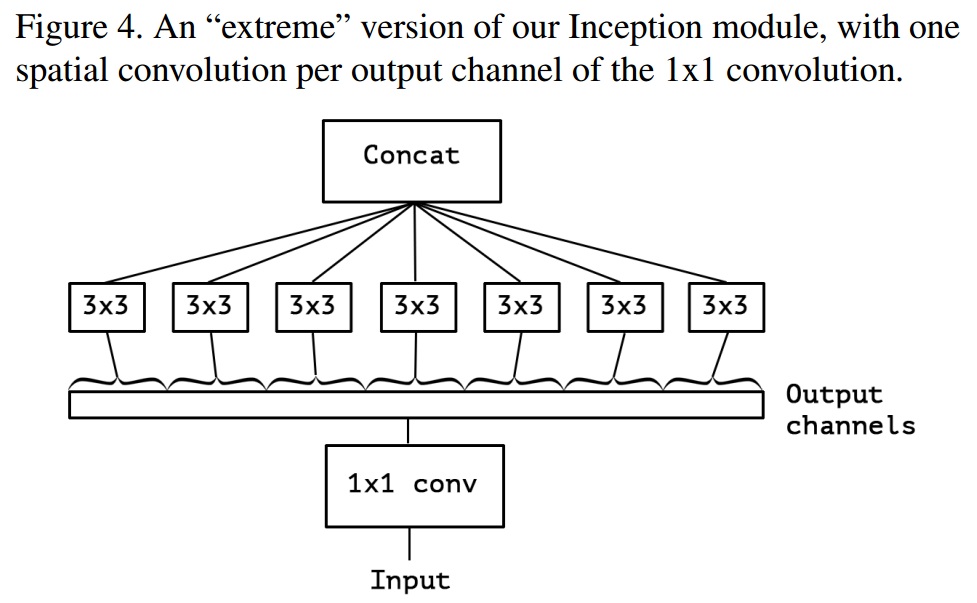 Figure 4. An “extreme” version of our Inception module, with one
spatial convolution per output channel of the 1x1 convolution.
Concat
3x3 3x3 3x3 3x3 3x3 3x3 3x3
Output
channels
1x1 conv
Input